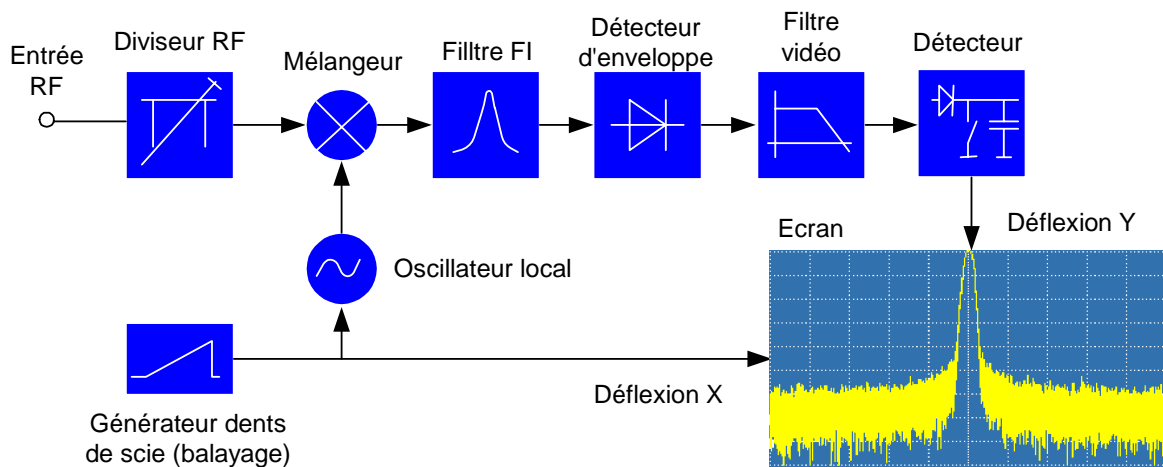 Entrée
RF
Diviseur RF
Mélangeur
Filltre FI
Détecteur
d'enveloppe
Filtre
vidéo
Détecteur
Ecran
Déflexion Y
Oscillateur local
Déflexion X
Générateur dents
de scie (balayage)